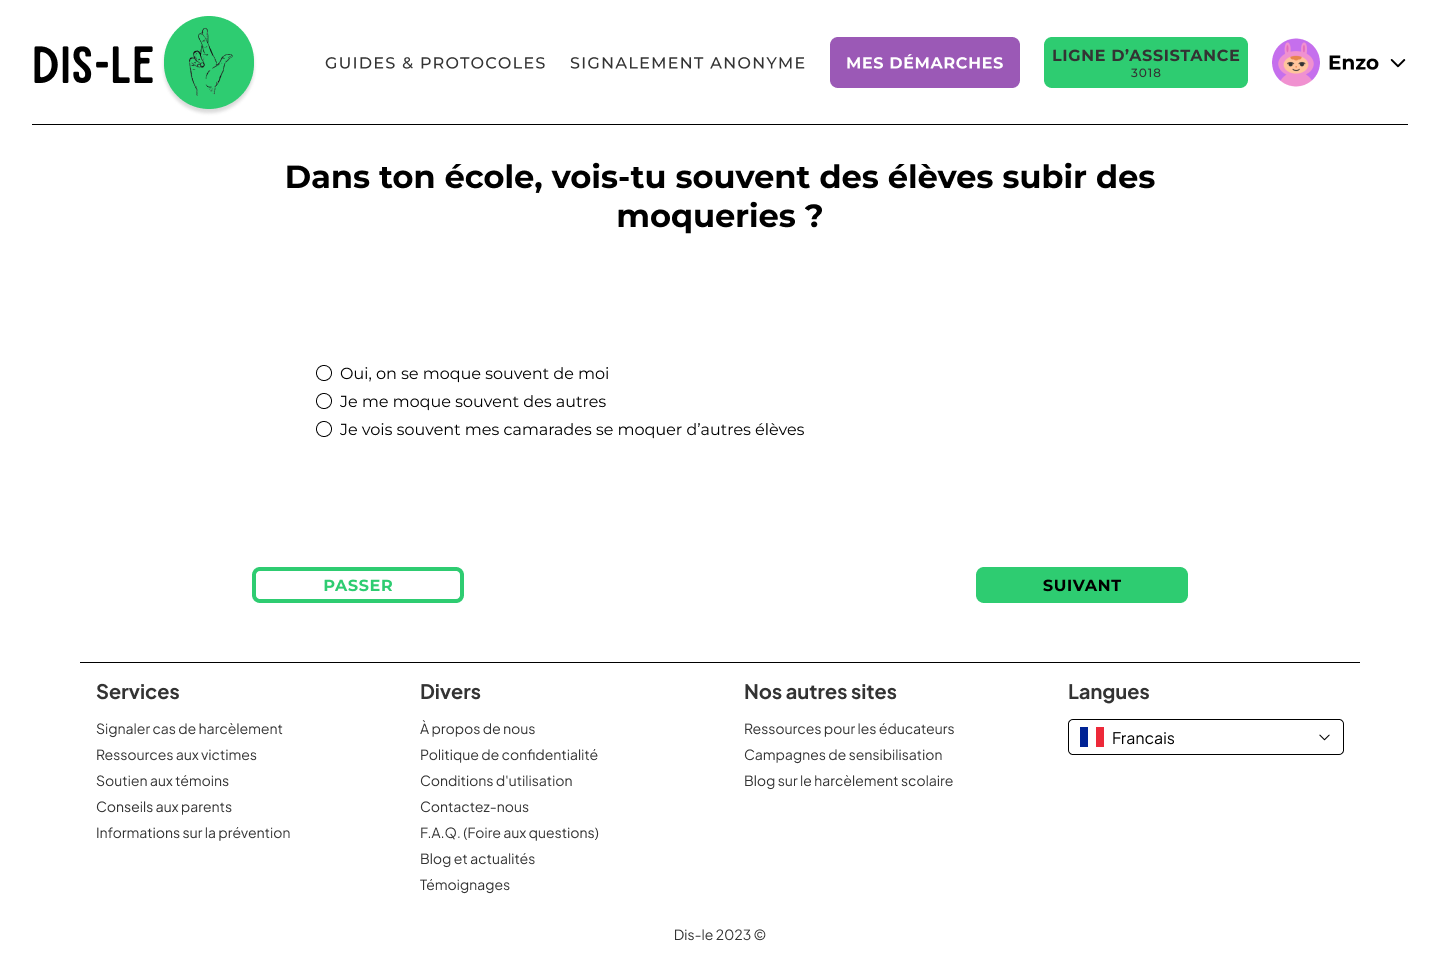 DIS-LE
GUIDES & PROTOCOLES
SIGNALEMENT ANONYME
MES DÉMARCHES
LIGNE D’ASSISTANCE
3018
Enzo
Dans ton école, vois-tu souvent des élèves subir des
moqueries ?
Oui, on se moque souvent de moi
Je me moque souvent des autres
Je vois souvent mes camarades se moquer d’autres élèves
PASSER
SUIVANT
Services
Signaler cas de harcèlement
Ressources aux victimes
Soutien aux témoins
Conseils aux parents
Informations sur la prévention
Divers
À propos de nous
Politique de confidentialité
Conditions d'utilisation
Contactez-nous
F.A.Q. (Foire aux questions)
Blog et actualités
Témoignages
Nos autres sites
Ressources pour les éducateurs
Campagnes de sensibilisation
Blog sur le harcèlement scolaire
Langues
Francais
Dis-le 2023 ©